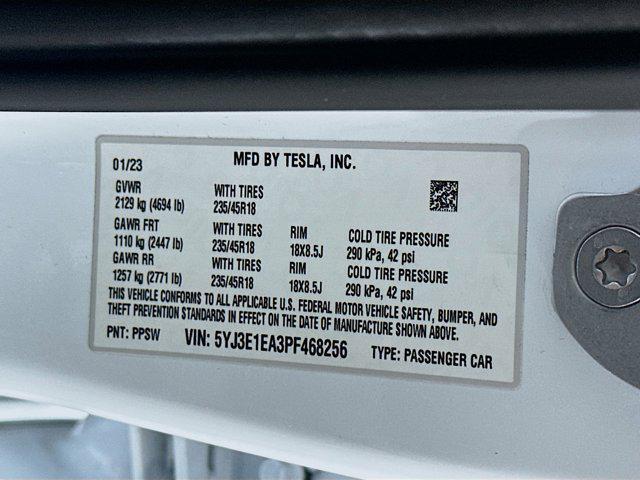 01/23 MFD BY TESLA, INC.
GVWR WITH TIRES
2129 kg (4694 lb) 235/45R18
GAWR FRT WITH TIRES RIM COLD TIRE PRESSURE
1110 kg (2447 lb) 235/45R18 18X8.5J 290 kPa, 42 psi
GAWR RR WITH TIRES RIM COLD TIRE PRESSURE
1257 kg (2771 lb) 235/45R18 18X8.5J 290 kPa, 42 psi
THIS VEHICLE CONFORMS TO ALL APPLICABLE U.S. FEDERAL MOTOR VEHICLE SAFETY, BUMPER, AND
THEFT PREVENTION STANDARDS IN EFFECT ON THE DATE OF MANUFACTURE SHOWN ABOVE.
PNT: PPSW VIN: 5YJ3E1EA3PF468256 TYPE: PASSENGER CAR